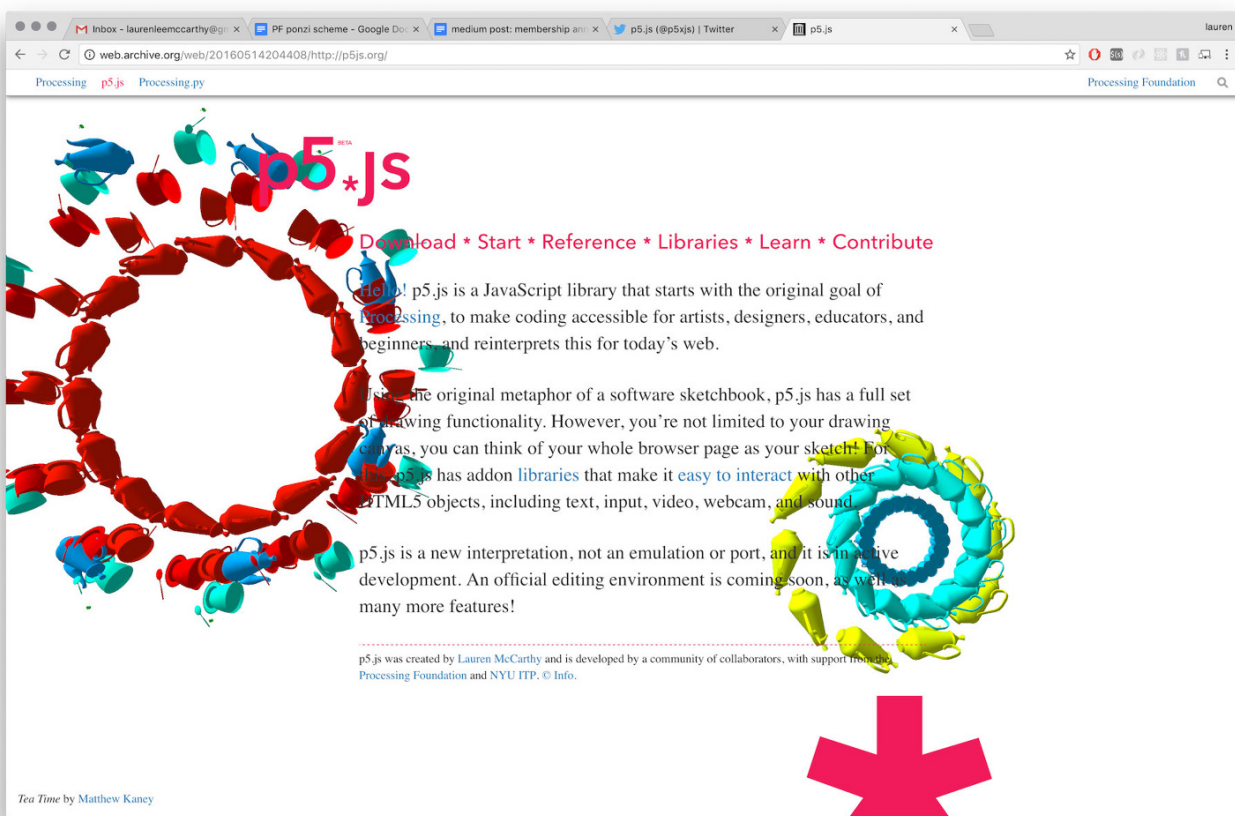 Inbox - laurenleemccarthy@gm
PF ponzi scheme - Google Do
medium post: membership ann
p5.js (@p5xjs) | Twitter
p5.js
lauren
web.archive.org/web/20160514204408/http://p5js.org/
Processing p5.js Processing.py
Processing Foundation
p5.*js
BETA
Download * Start * Reference * Libraries * Learn * Contribute
Hello! p5.js is a JavaScript library that starts with the original goal of
Processing, to make coding accessible for artists, designers, educators, and
beginners, and reinterprets this for today's web.
Using the original metaphor of a software sketchbook, p5.js has a full set
of drawing functionality. However, you're not limited to your drawing
canvas, you can think of your whole browser page as your sketch! For
this, p5.js has addon libraries that make it easy to interact with other
HTML5 objects, including text, input, video, webcam, and sound.
p5.js is a new interpretation, not an emulation or port, and it is in active
development. An official editing environment is coming soon, as well as
many more features!
p5.js was created by Lauren McCarthy and is developed by a community of collaborators, with support from the
Processing Foundation and NYU ITP. © Info.
Tea Time by Matthew Kaney